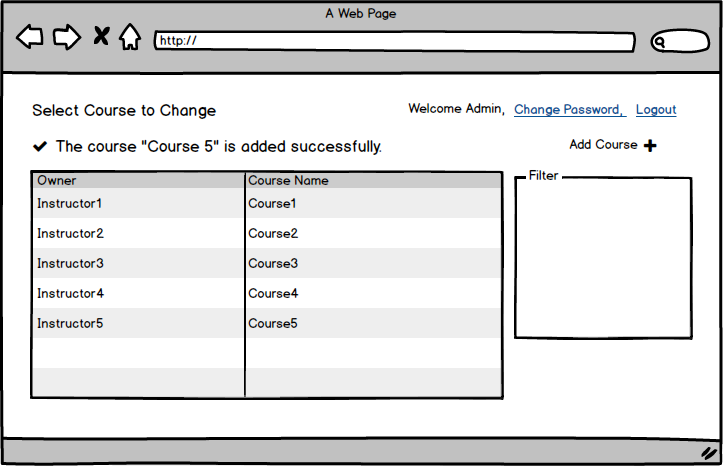 A Web Page
http://
Select Course to Change
Welcome Admin, Change Password, Logout
The course "Course 5" is added successfully.
Add Course
Owner Course Name
Filter
Instructor1 Course1
Instructor2 Course2
Instructor3 Course3
Instructor4 Course4
Instructor5 Course5